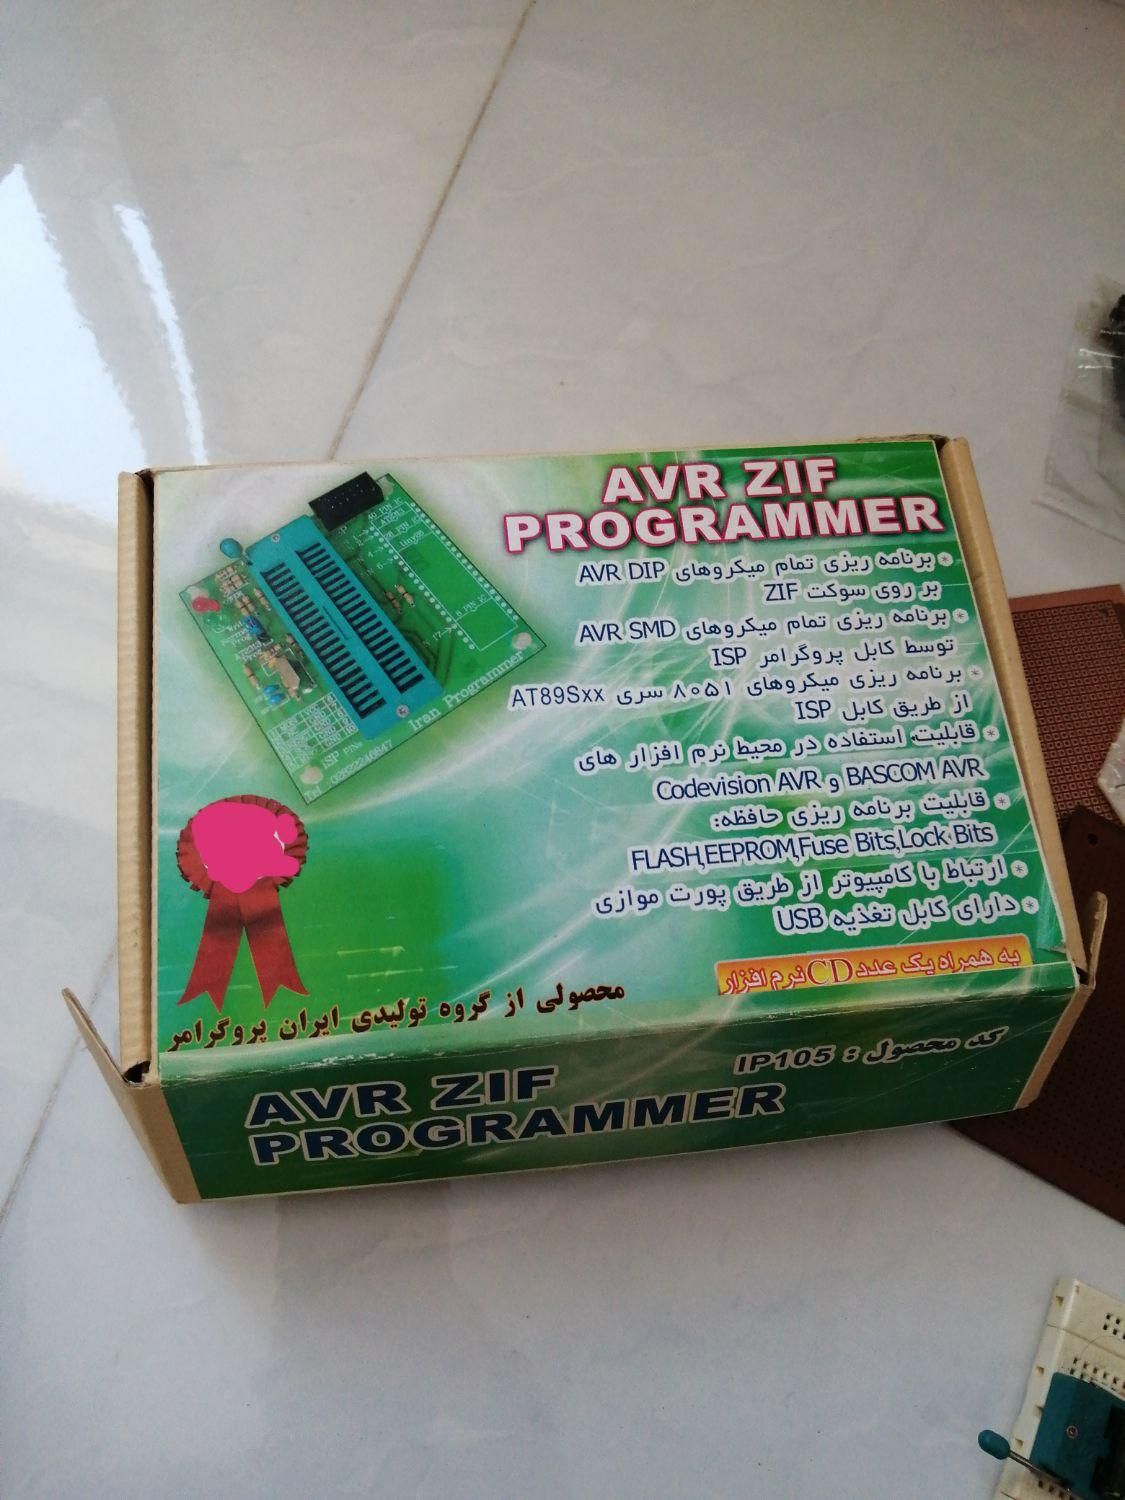 AVR ZIF
PROGRAMMER
* برنامه ریزی تمام میکروهای AVR DIP
بر روی سوکت ZIF
* برنامه ریزی تمام میکروهای AVR SMD
توسط کابل پروگرامر ISP
* برنامه ریزی میکروهای ۸۰۵۱ سری AT89Sxx
از طریق کابل ISP
* قابلیت استفاده در محیط نرم افزار های
BASCOM AVR و Codevision AVR
* قابلیت برنامه ریزی حافظه:
FLASH,EEPROM,Fuse Bits,Lock Bits
* ارتباط با کامپیوتر از طریق پورت موازی
* دارای کابل تغذیه USB
به همراه یک عدد CD نرم افزار
Iran Programmer
ISP PINs
محصولی از گروه تولیدی ایران پروگرامر
کد محصول : IP105
AVR ZIF
PROGRAMMER